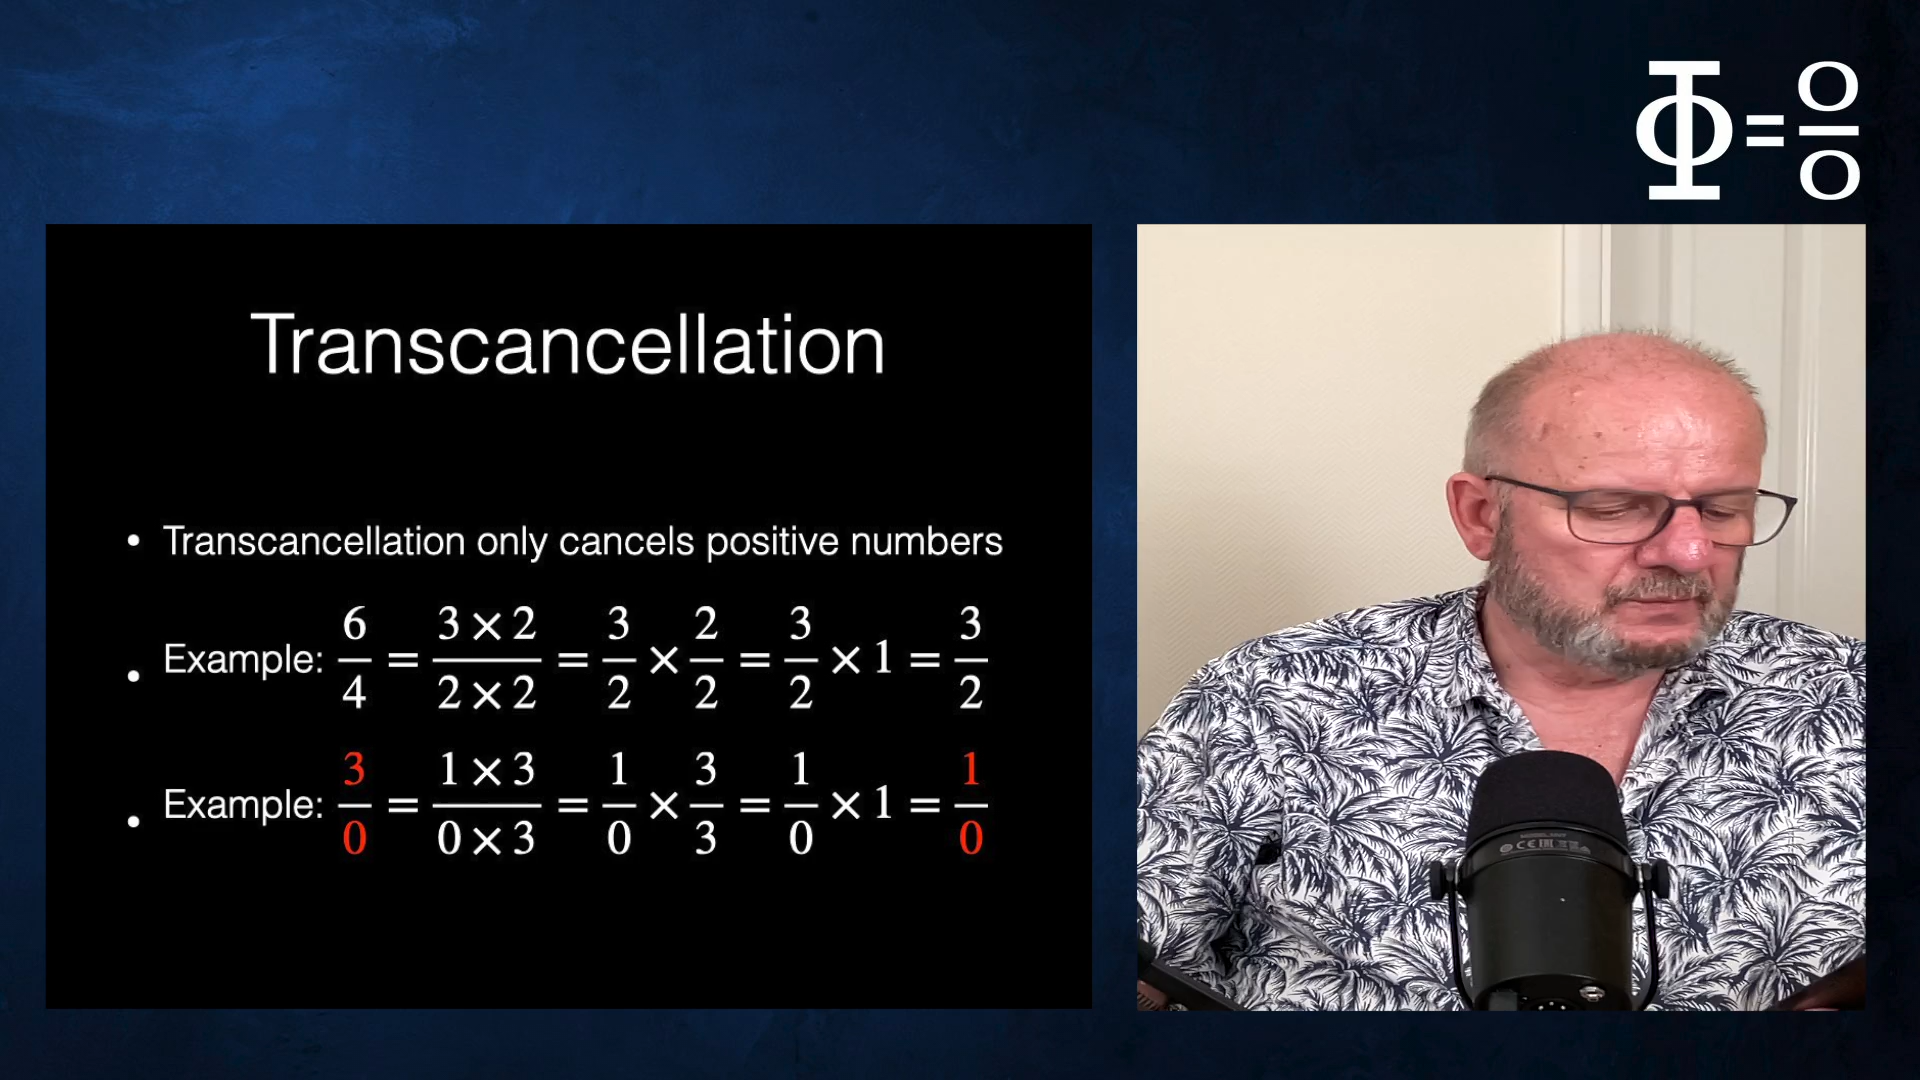 Φ = 0/0
Transcancellation
• Transcancellation only cancels positive numbers
• Example: 6/4 = (3 × 2)/(2 × 2) = 3/2 × 2/2 = 3/2 × 1 = 3/2
• Example: 3/0 = (1 × 3)/(0 × 3) = 1/0 × 3/3 = 1/0 × 1 = 1/0